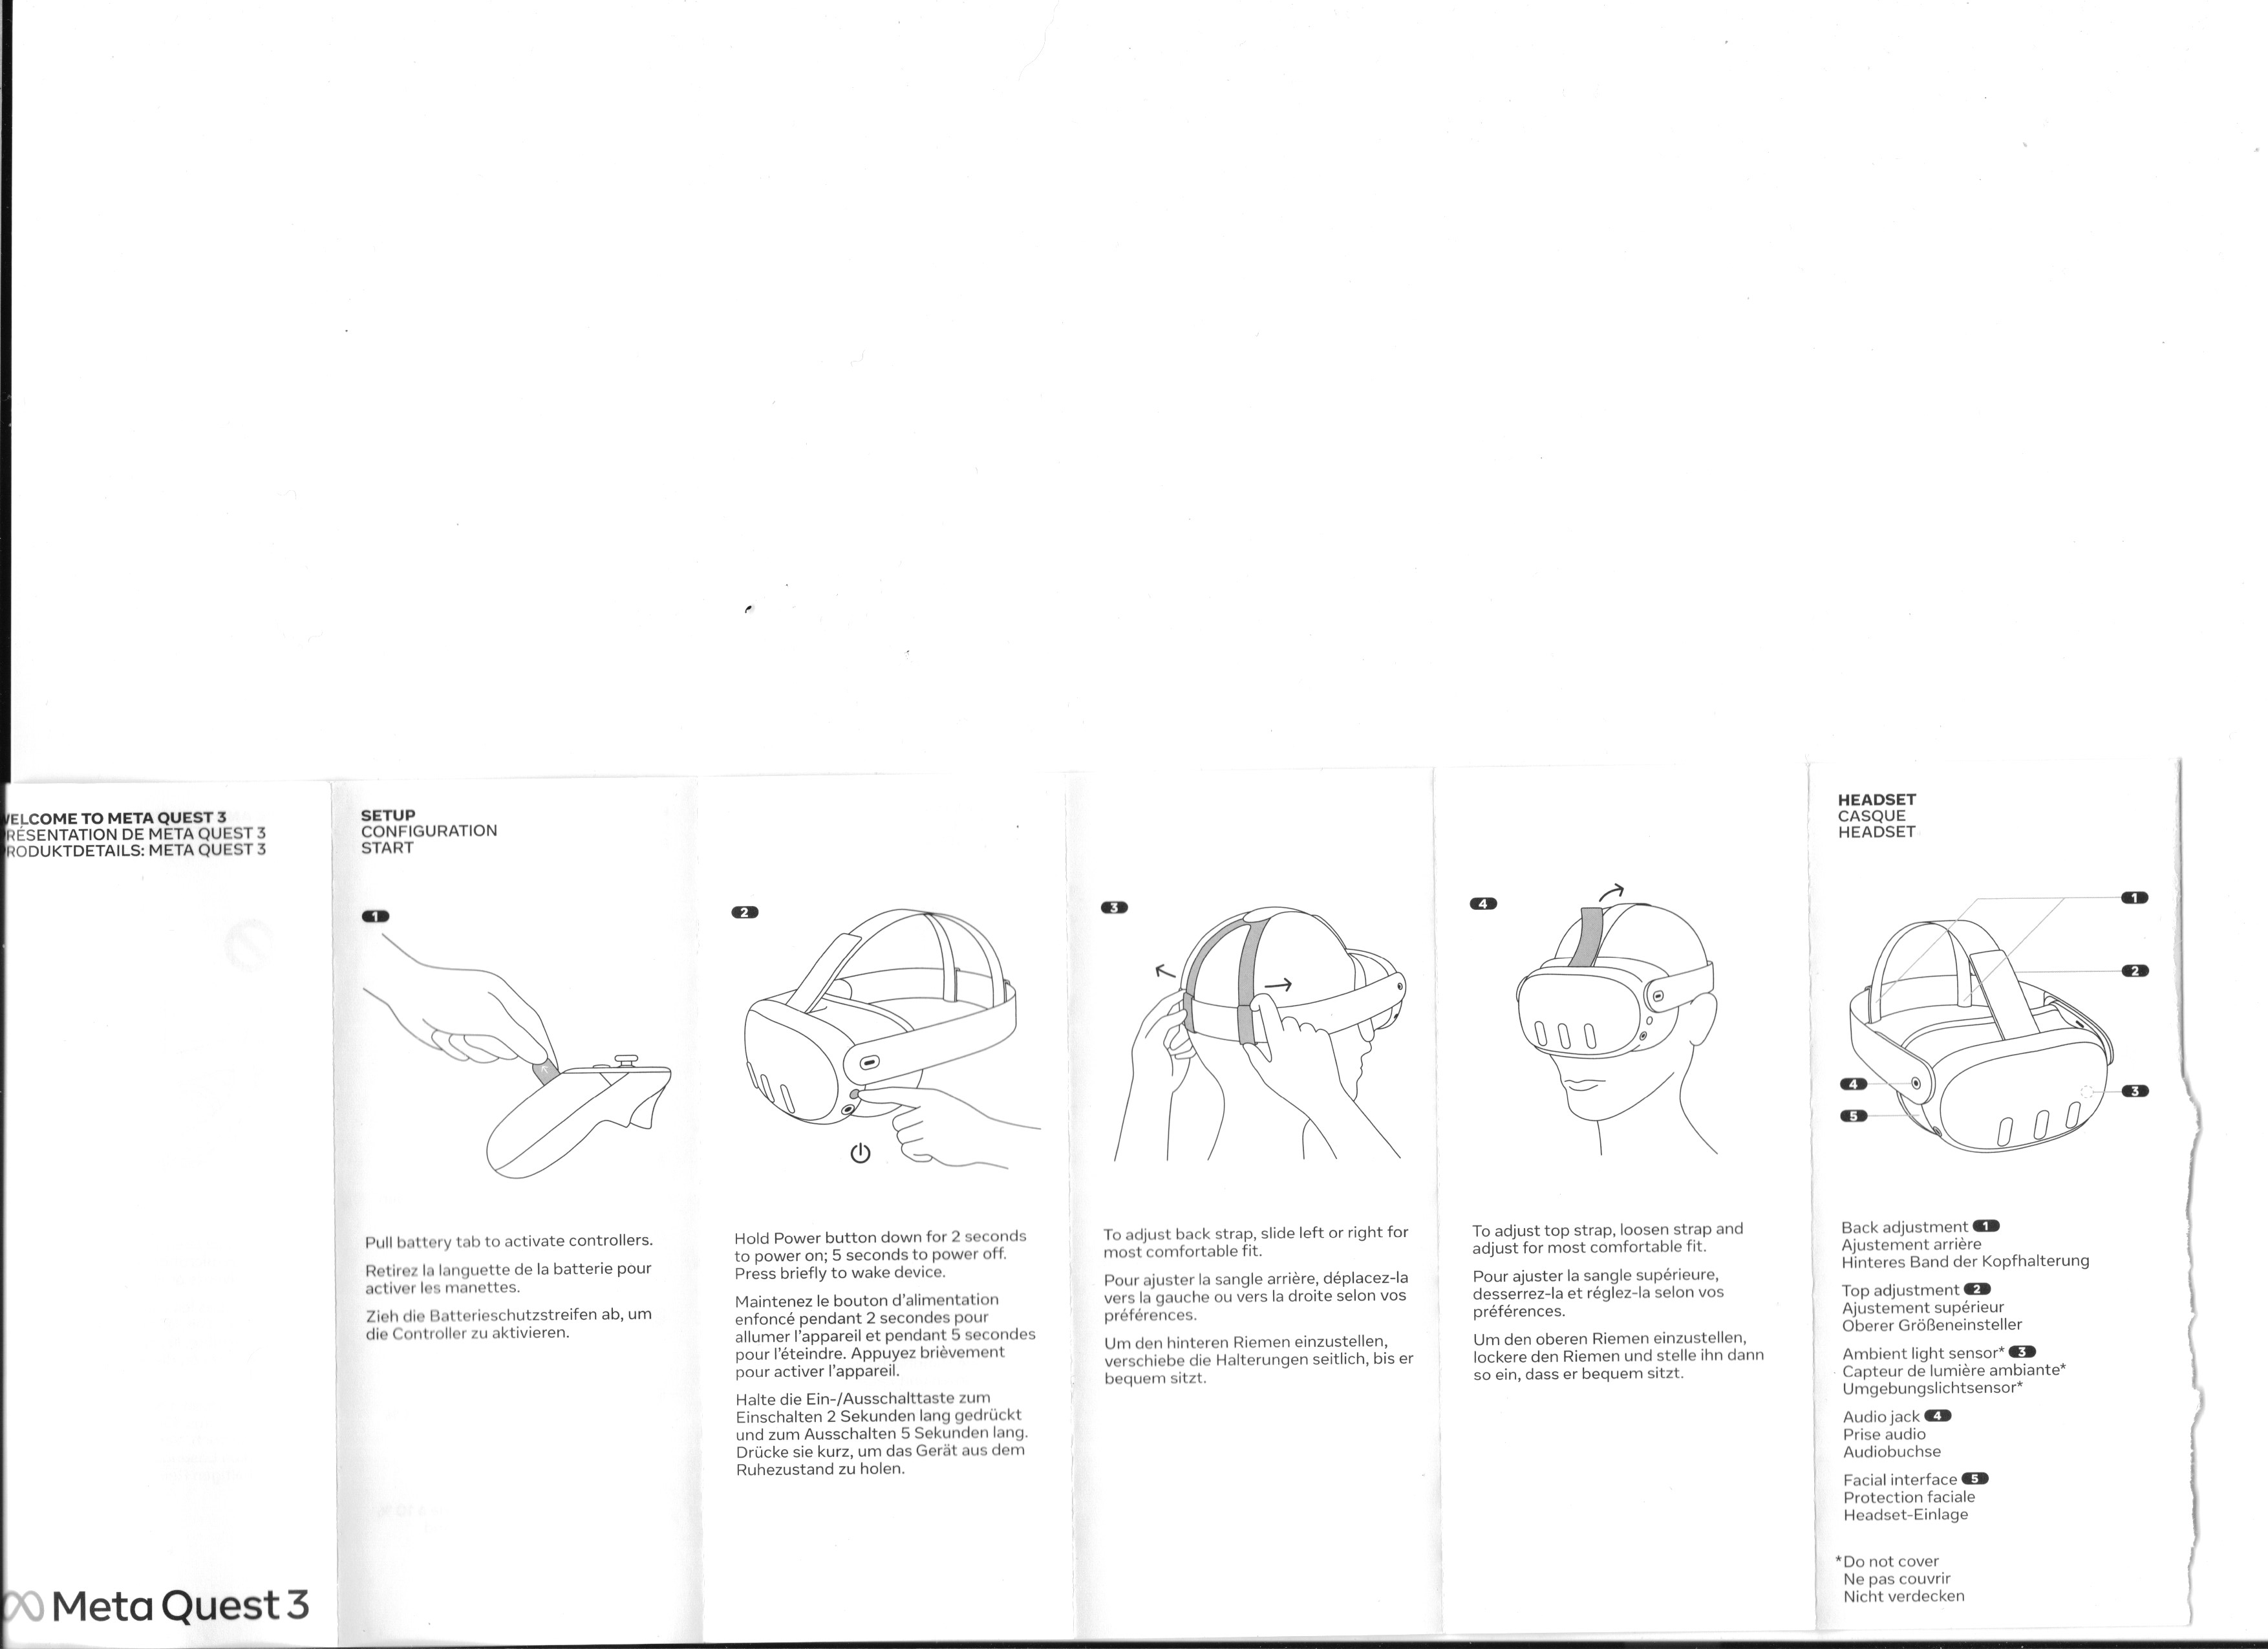 ELCOME TO META QUEST 3
RÉSENTATION DE META QUEST 3
RODUKTDETAILS: META QUEST 3
Meta Quest 3
SETUP
CONFIGURATION
START
1
Pull battery tab to activate controllers.
Retirez la languette de la batterie pour
activer les manettes.
Zieh die Batterieschutzstreifen ab, um
die Controller zu aktivieren.
2
Hold Power button down for 2 seconds
to power on; 5 seconds to power off.
Press briefly to wake device.
Maintenez le bouton d'alimentation
enfoncé pendant 2 secondes pour
allumer l'appareil et pendant 5 secondes
pour l'éteindre. Appuyez brièvement
pour activer l'appareil.
Halte die Ein-/Ausschalttaste zum
Einschalten 2 Sekunden lang gedrückt
und zum Ausschalten 5 Sekunden lang.
Drücke sie kurz, um das Gerät aus dem
Ruhezustand zu holen.
3
To adjust back strap, slide left or right for
most comfortable fit.
Pour ajuster la sangle arrière, déplacez-la
vers la gauche ou vers la droite selon vos
préférences.
Um den hinteren Riemen einzustellen,
verschiebe die Halterungen seitlich, bis er
bequem sitzt.
4
To adjust top strap, loosen strap and
adjust for most comfortable fit.
Pour ajuster la sangle supérieure,
desserrez-la et réglez-la selon vos
préférences.
Um den oberen Riemen einzustellen,
lockere den Riemen und stelle ihn dann
so ein, dass er bequem sitzt.
HEADSET
CASQUE
HEADSET
1
2
4
3
5
Back adjustment 1
Ajustement arrière
Hinteres Band der Kopfhalterung
Top adjustment 2
Ajustement supérieur
Oberer Größeneinsteller
Ambient light sensor* 3
Capteur de lumière ambiante*
Umgebungslichtsensor*
Audio jack 4
Prise audio
Audiobuchse
Facial interface 5
Protection faciale
Headset-Einlage
*Do not cover
Ne pas couvrir
Nicht verdecken